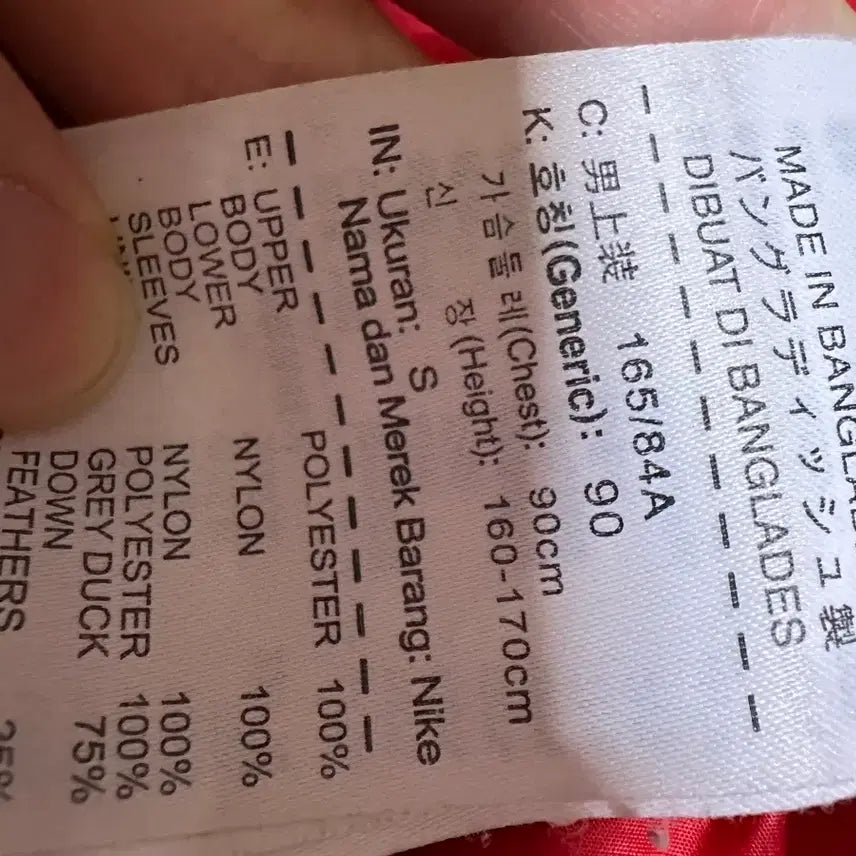 MADE IN
バングラディッシュ製
DIBUAT DI BANGLADES
C: 男上装 165/84A
K: 호칭(Generic): 90
가슴둘레(Chest): 90cm
신 장(Height): 160-170cm
IN: Ukuran: S
Nama dan Merek Barang: Nike
E: UPPER POLYESTER 100%
BODY
LOWER NYLON 100%
BODY
SLEEVES NYLON 100%
POLYESTER 100%
GREY DUCK 75%
DOWN
FEATHERS